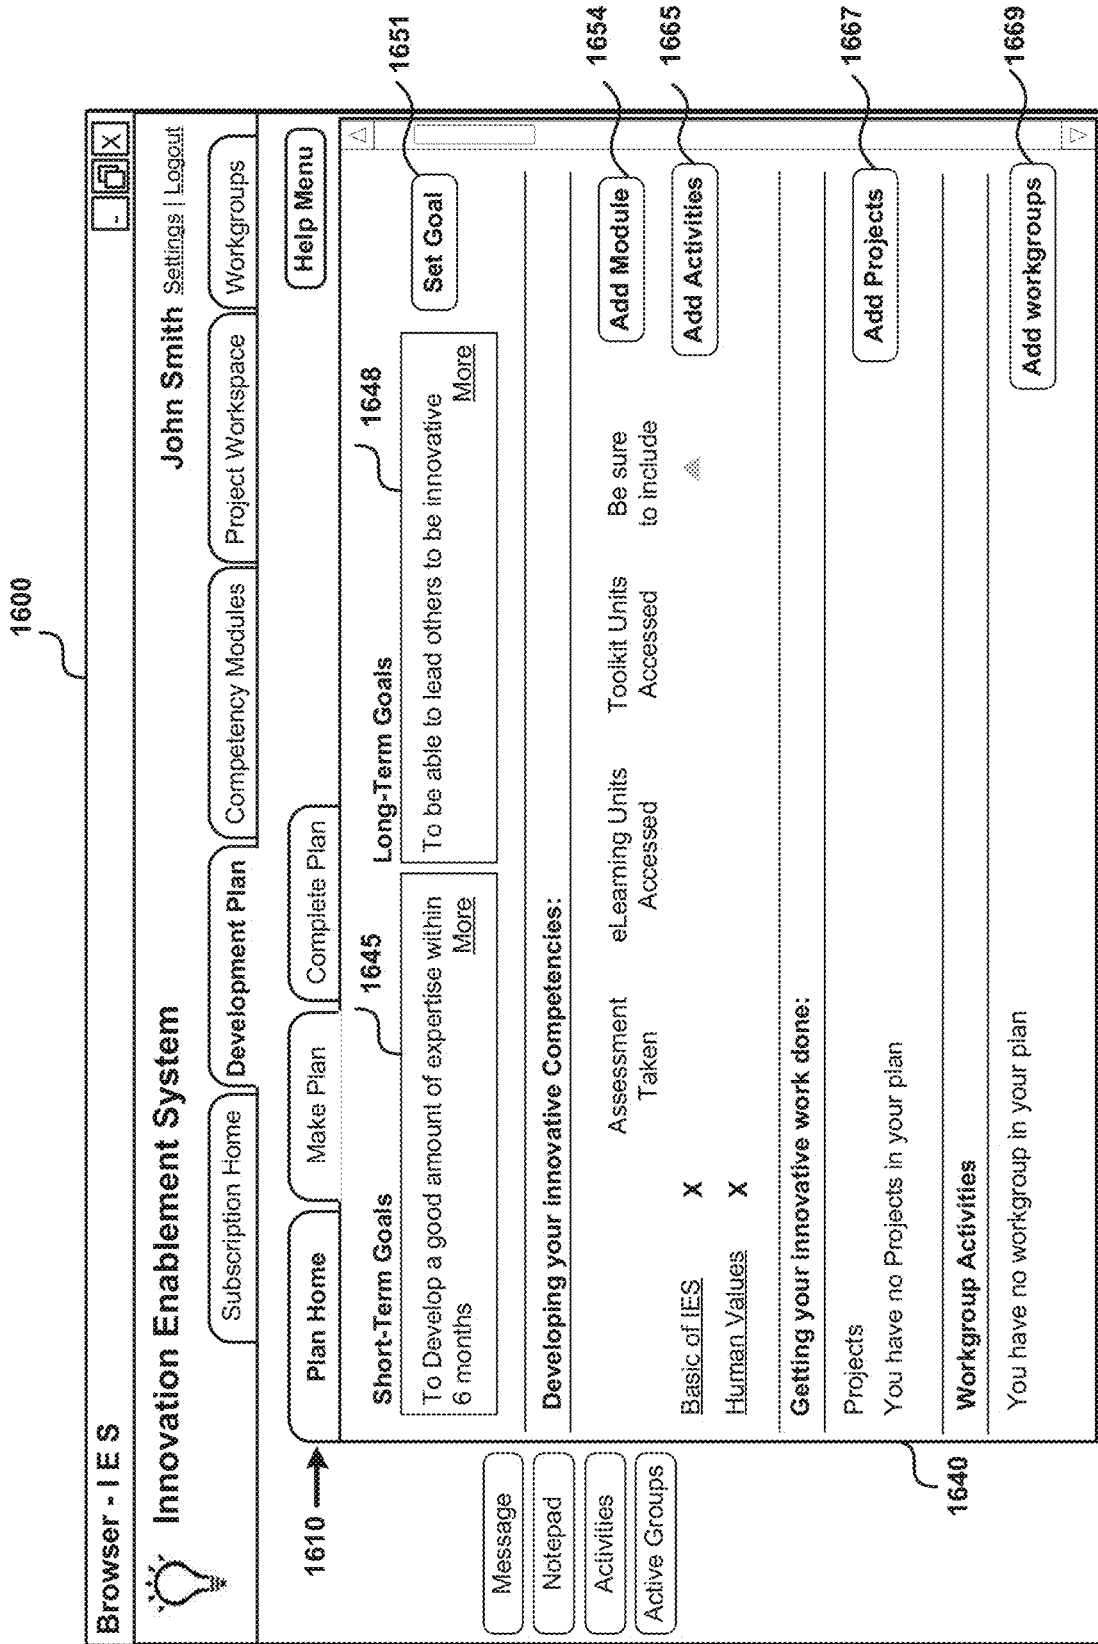 1600
Browser - I E S
- X
Innovation Enablement System
John Smith Settings | Logout
Subscription Home Development Plan Competency Modules Project Workspace Workgroups
1610
Plan Home Make Plan Complete Plan Help Menu
Message
Notepad
Activities
Active Groups
Short-Term Goals 1645 Long-Term Goals 1648
To Develop a good amount of expertise within
6 months More
To be able to lead others to be innovative
More
Set Goal 1651
Developing your innovative Competencies:
Assessment
Taken
eLearning Units
Accessed
Toolkit Units
Accessed
Be sure
to include
Add Module 1654
Basic of IES X
Add Activities 1665
Human Values X
Getting your innovative work done:
Projects
You have no Projects in your plan
Add Projects 1667
Workgroup Activities
You have no workgroup in your plan
Add workgroups 1669
1640